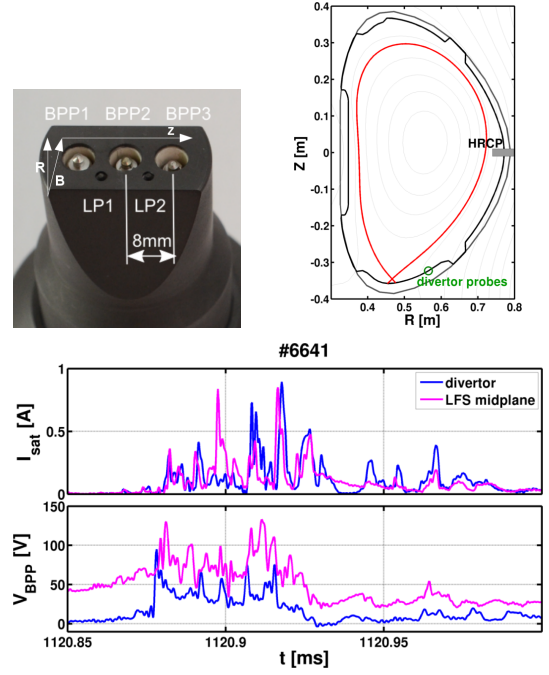 BPP1 BPP2 BPP3
z
R
B
LP1 LP2
8mm
0.4
0.3
0.2
0.1
0
-0.1
-0.2
-0.3
-0.4
Z [m]
HRCP
divertor probes
0.4 0.5 0.6 0.7 0.8
R [m]
#6641
1
0.5
0
I_sat [A]
divertor
LFS midplane
150
100
50
0
V_BPP [V]
1120.85 1120.9 1120.95
t [ms]